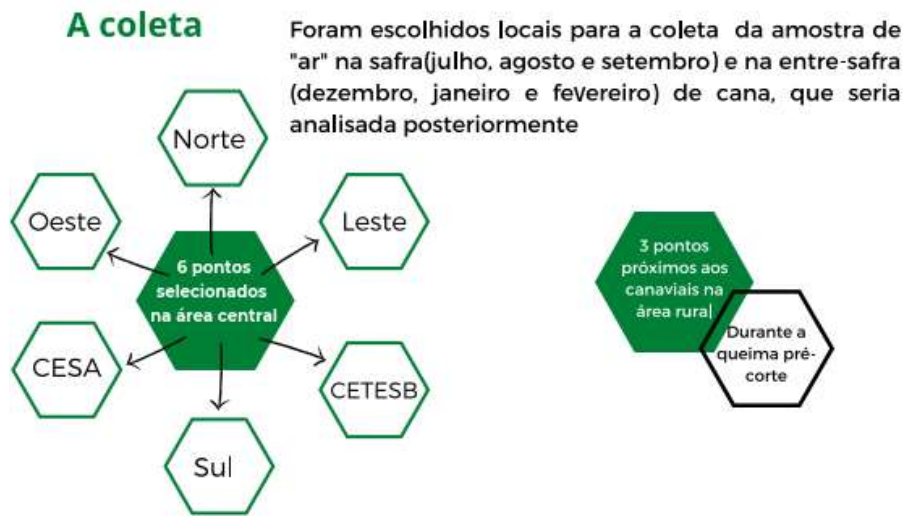 A coleta
Foram escolhidos locais para a coleta da amostra de
"ar" na safra(julho, agosto e setembro) e na entre-safra
(dezembro, janeiro e fevereiro) de cana, que seria
analisada posteriormente
Norte
Oeste
Leste
6 pontos
selecionados
na área central
CESA
CETESB
Sul
3 pontos
próximos aos
canaviais na
área rural
Durante a
queima pré-
corte